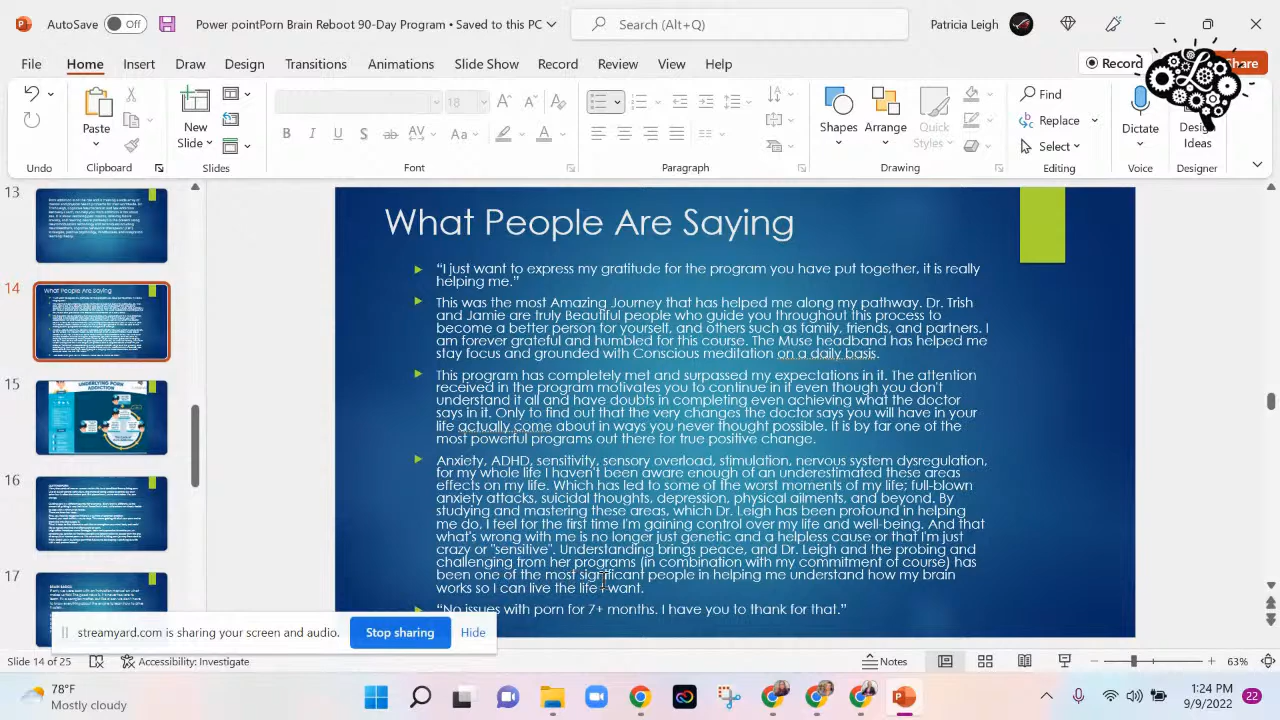 AutoSave Off Power pointPorn Brain Reboot 90-Day Program • Saved to this PC Search (Alt+Q) Patricia Leigh
File Home Insert Draw Design Transitions Animations Slide Show Record Review View Help Record Share
18
Paste New Slide Shapes Arrange Quick Styles Find Replace Select Dictate Design Ideas
Undo Clipboard Slides Font Paragraph Drawing Editing Voice Designer
13
14
What People Are Saying
15
UNDERLYING PORN ADDICTION
16
17
What People Are Saying
“I just want to express my gratitude for the program you have put together, it is really
helping me.”
This was the most Amazing Journey that has helped me along my pathway. Dr. Trish
and Jamie are truly Beautiful people who guide you throughout this process to
become a better person for yourself, and others such as family, friends, and partners. I
am forever grateful and humbled for this course. The Muse headband has helped me
stay focus and grounded with Conscious meditation on a daily basis.
This program has completely met and surpassed my expectations in it. The attention
received in the program motivates you to continue in it even though you don't
understand it all and have doubts in completing even achieving what the doctor
says in it. Only to find out that the very changes the doctor says you will have in your
life actually come about in ways you never thought possible. It is by far one of the
most powerful programs out there for true positive change.
Anxiety, ADHD, sensitivity, sensory overload, stimulation, nervous system dysregulation,
for my whole life I haven't been aware enough of an underestimated these areas
effects on my life. Which has led to some of the worst moments of my life; full-blown
anxiety attacks, suicidal thoughts, depression, physical ailments, and beyond. By
studying and mastering these areas, which Dr. Leigh has been profound in helping
me do, really for the first time I'm gaining control over my life and well-being. And that
what's wrong with me is no longer just genetic and a helpless cause or that I'm just
crazy or "sensitive". Understanding brings peace, and Dr. Leigh and the probing and
challenging from her programs (in combination with my commitment of course) has
been one of the most significant people in helping me understand how my brain
works so I can live the life I want.
“No issues with porn for 7+ months. I have you to thank for that.”
streamyard.com is sharing your screen and audio. Stop sharing Hide
Slide 14 of 25 Accessibility: Investigate Notes 63%
78°F
Mostly cloudy
1:24 PM
9/9/2022
22